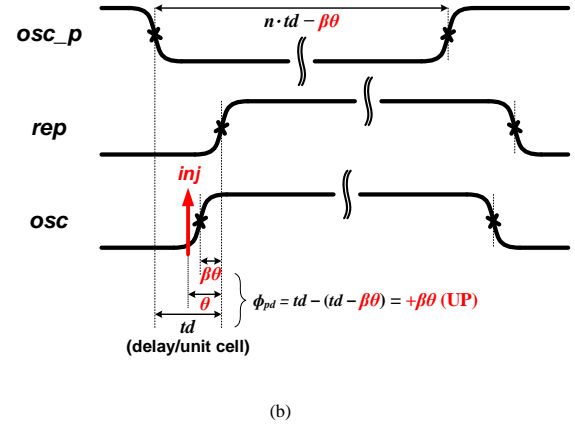 n·td – βθ
osc_p
rep
inj
osc
βθ
θ
ϕpd = td – (td – βθ) = +βθ (UP)
td
(delay/unit cell)
(b)